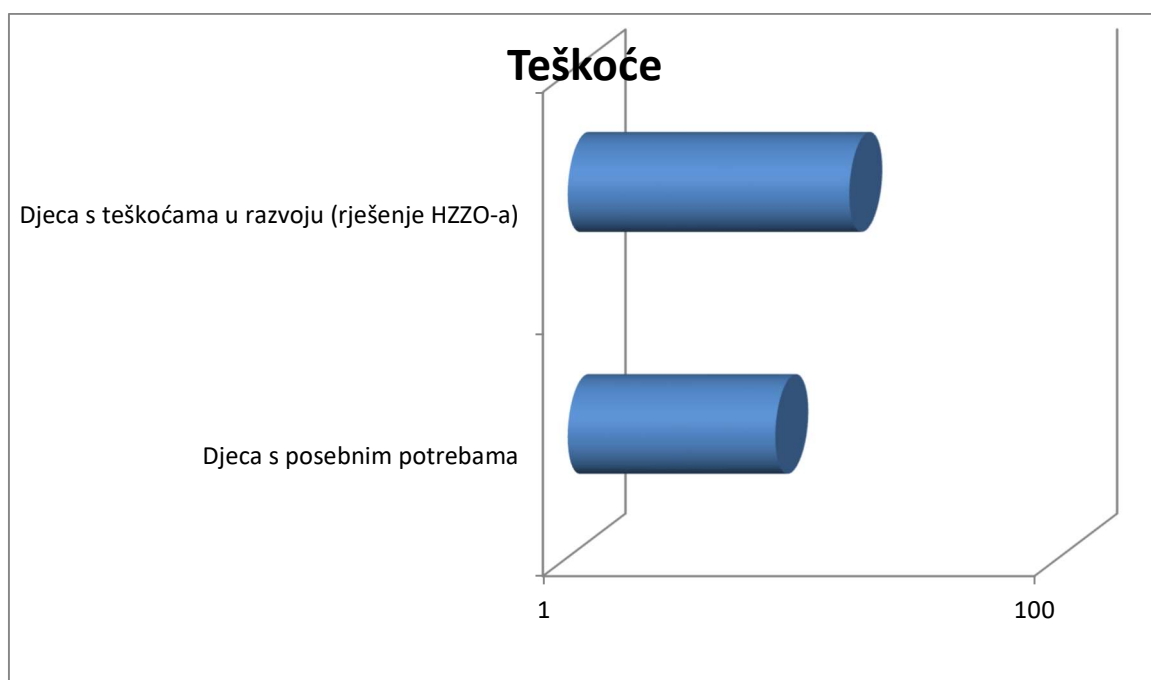 Teškoće
Djeca s teškoćama u razvoju (rješenje HZZO-a)
Djeca s posebnim potrebama
1
100